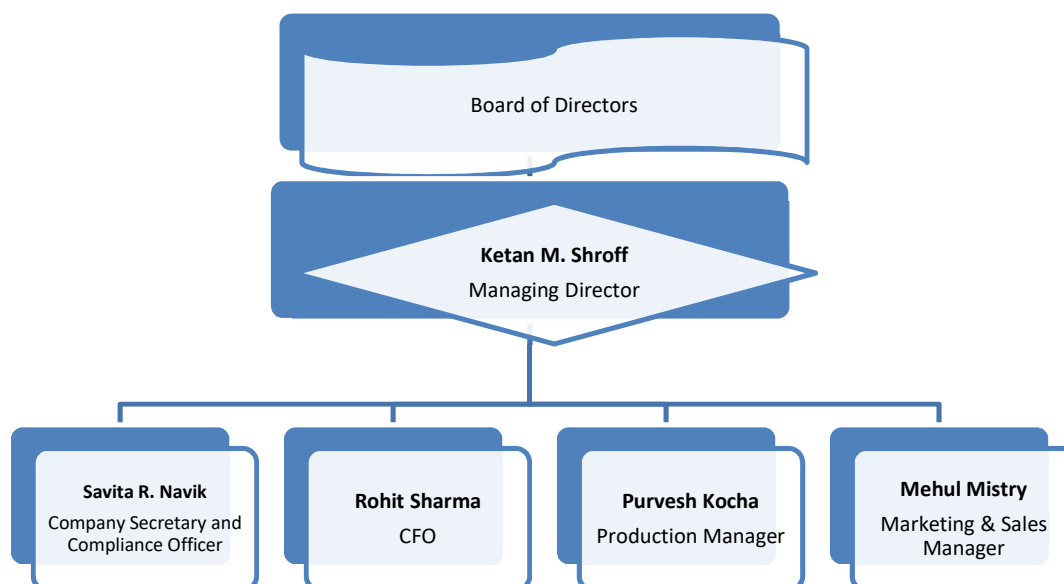 Board of Directors
Ketan M. Shroff
Managing Director
Savita R. Navik
Company Secretary and
Compliance Officer
Rohit Sharma
CFO
Purvesh Kocha
Production Manager
Mehul Mistry
Marketing & Sales
Manager